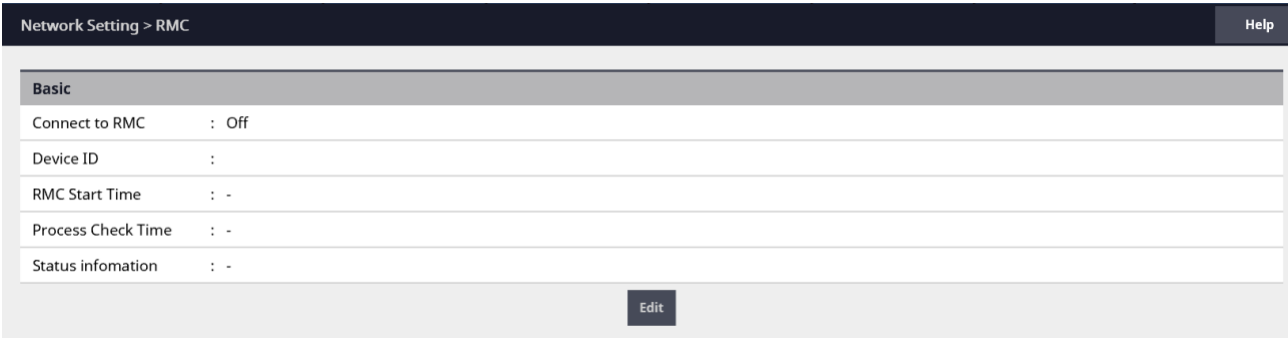 Network Setting > RMC Help
Basic
Connect to RMC : Off
Device ID :
RMC Start Time : -
Process Check Time : -
Status infomation : -
Edit